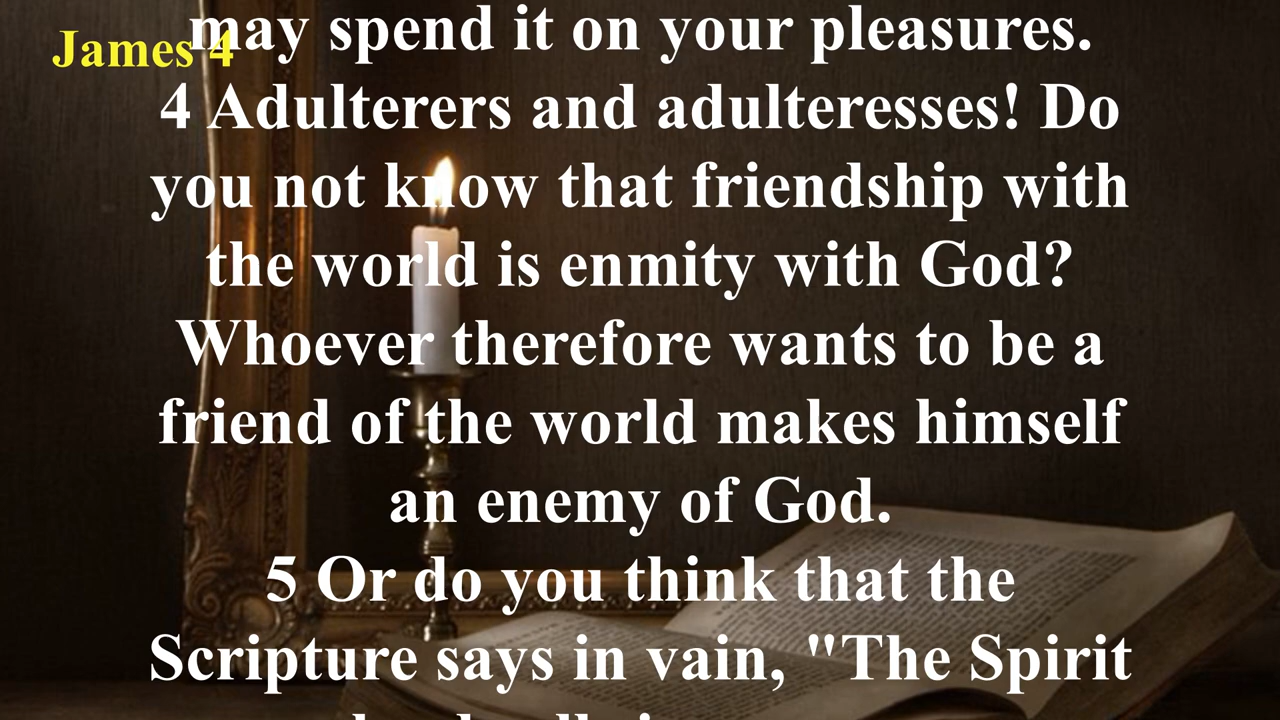 James 4
may spend it on your pleasures.
4 Adulterers and adulteresses! Do
you not know that friendship with
the world is enmity with God?
Whoever therefore wants to be a
friend of the world makes himself
an enemy of God.
5 Or do you think that the
Scripture says in vain, "The Spirit